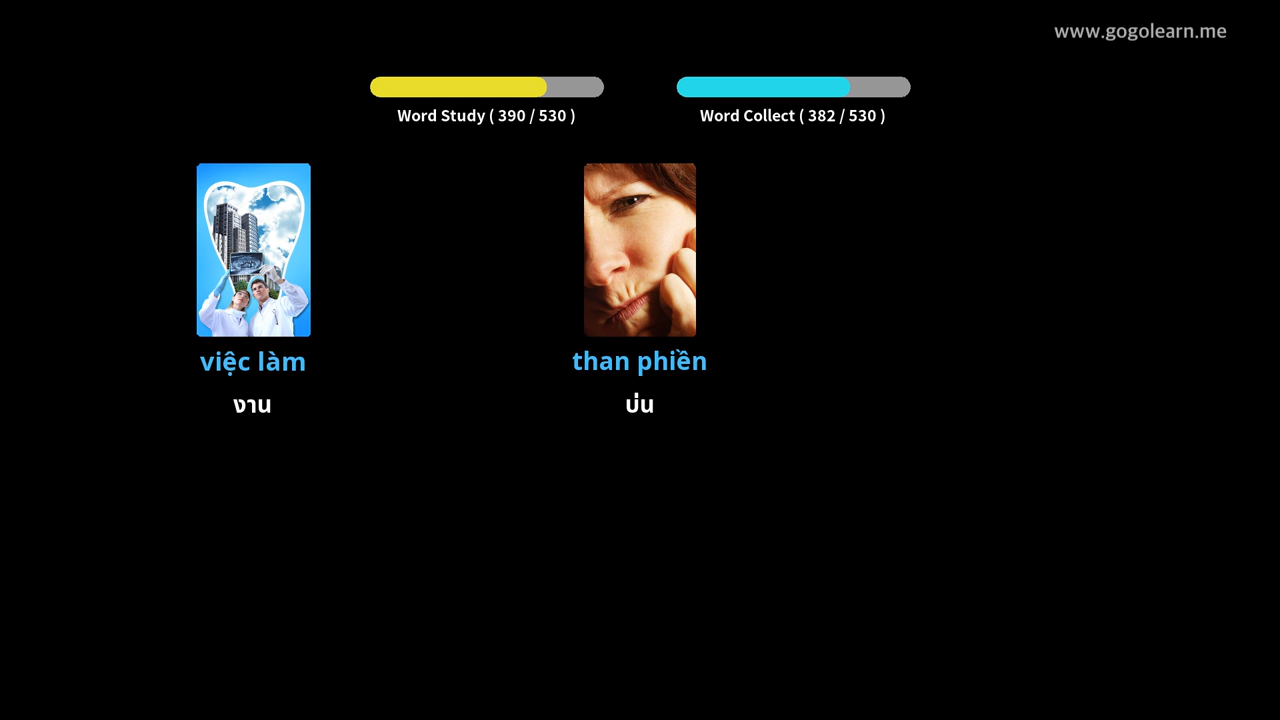 www.gogolearn.me
Word Study ( 390 / 530 )
Word Collect ( 382 / 530 )
việc làm
than phiền
งาน
บ่น